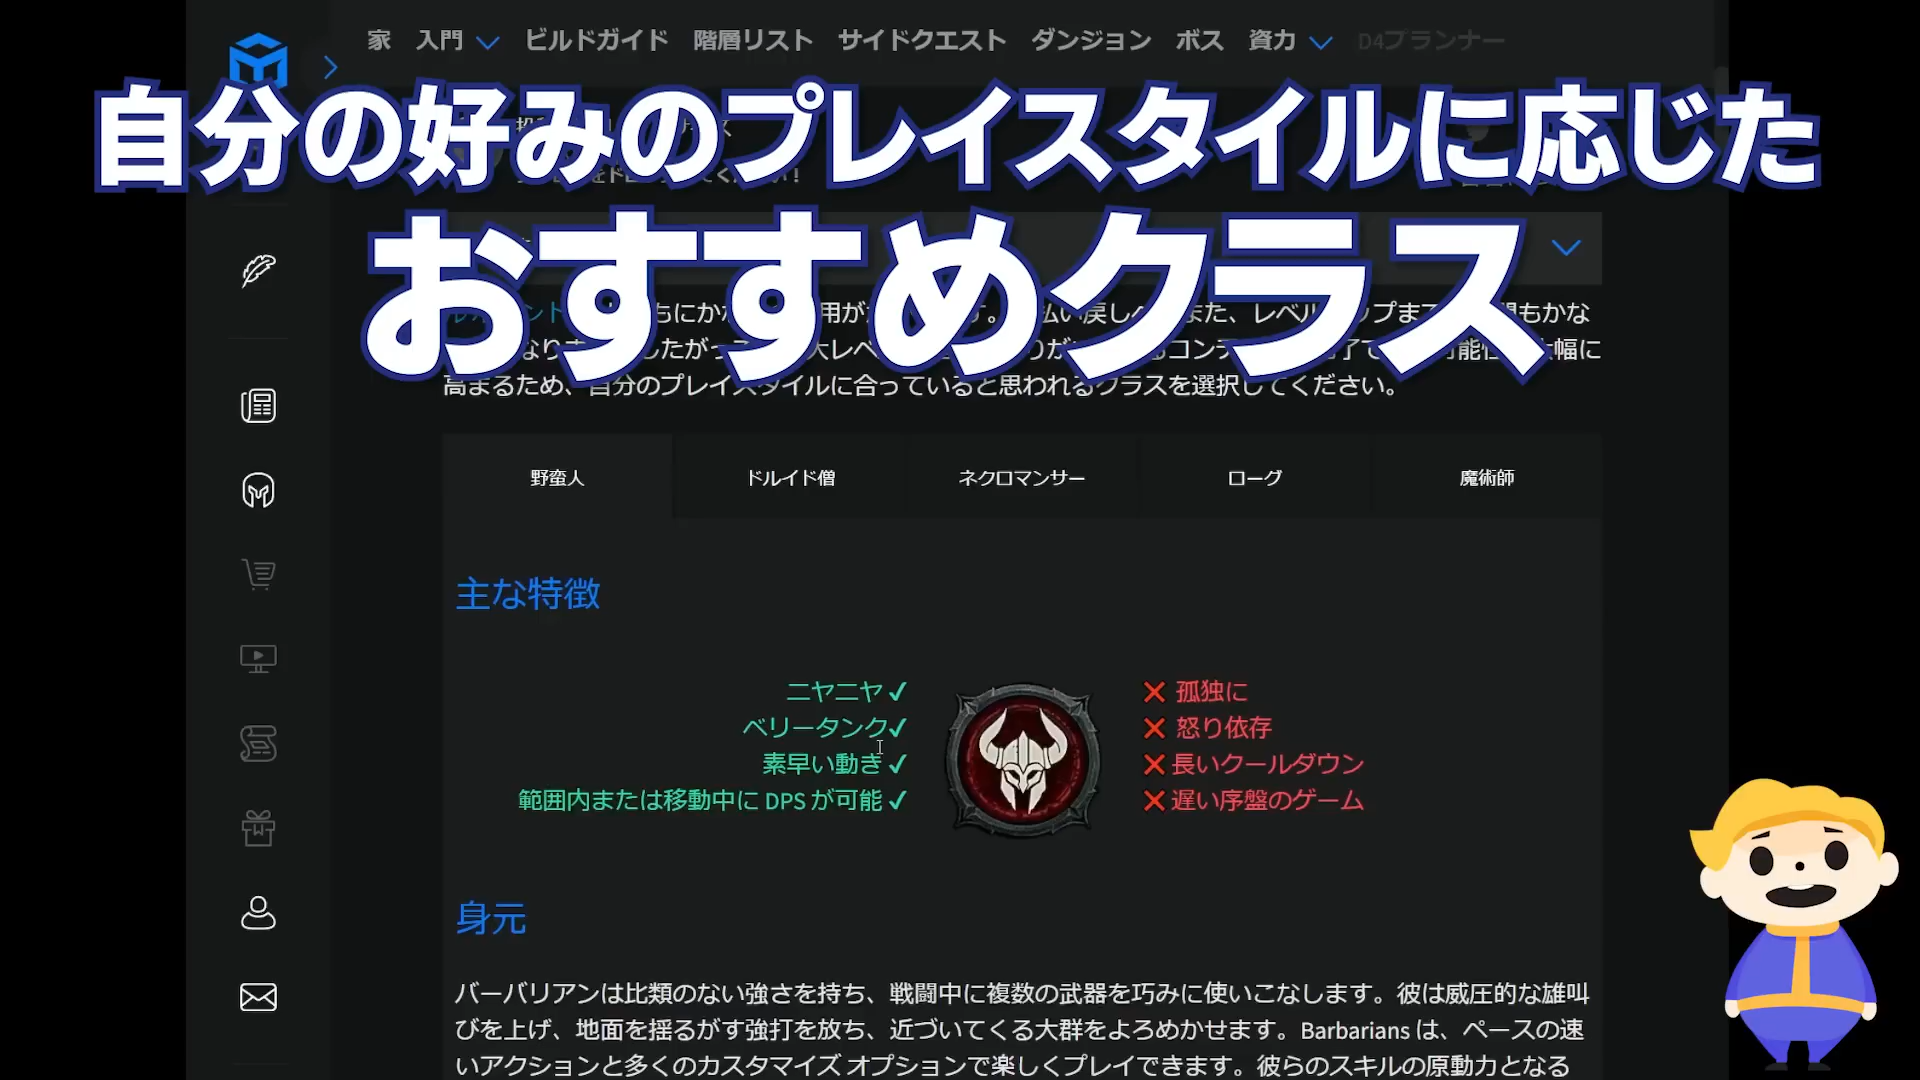 家 入門 ビルドガイド 階層リスト サイドクエスト ダンジョン ボス 資力 D4プランナー
自分の好みのプレイスタイルに応じた
おすすめクラス
高まるため、自分のプレイスタイルに合っていると思われるクラスを選択してください。
野蛮人 ドルイド僧 ネクロマンサー ローグ 魔術師
主な特徴
ニヤニヤ ✓ ❌ 孤独に
ベリータンク✓ ❌ 怒り依存
素早い動き ✓ ❌ 長いクールダウン
範囲内または移動中に DPS が可能 ✓ ❌ 遅い序盤のゲーム
身元
バーバリアンは比類のない強さを持ち、戦闘中に複数の武器を巧みに使いこなします。彼は威圧的な雄叫
びを上げ、地面を揺るがす強打を放ち、近づいてくる大群をよろめかせます。Barbarians は、ペースの速
いアクションと多くのカスタマイズ オプションで楽しくプレイできます。彼らのスキルの原動力となる